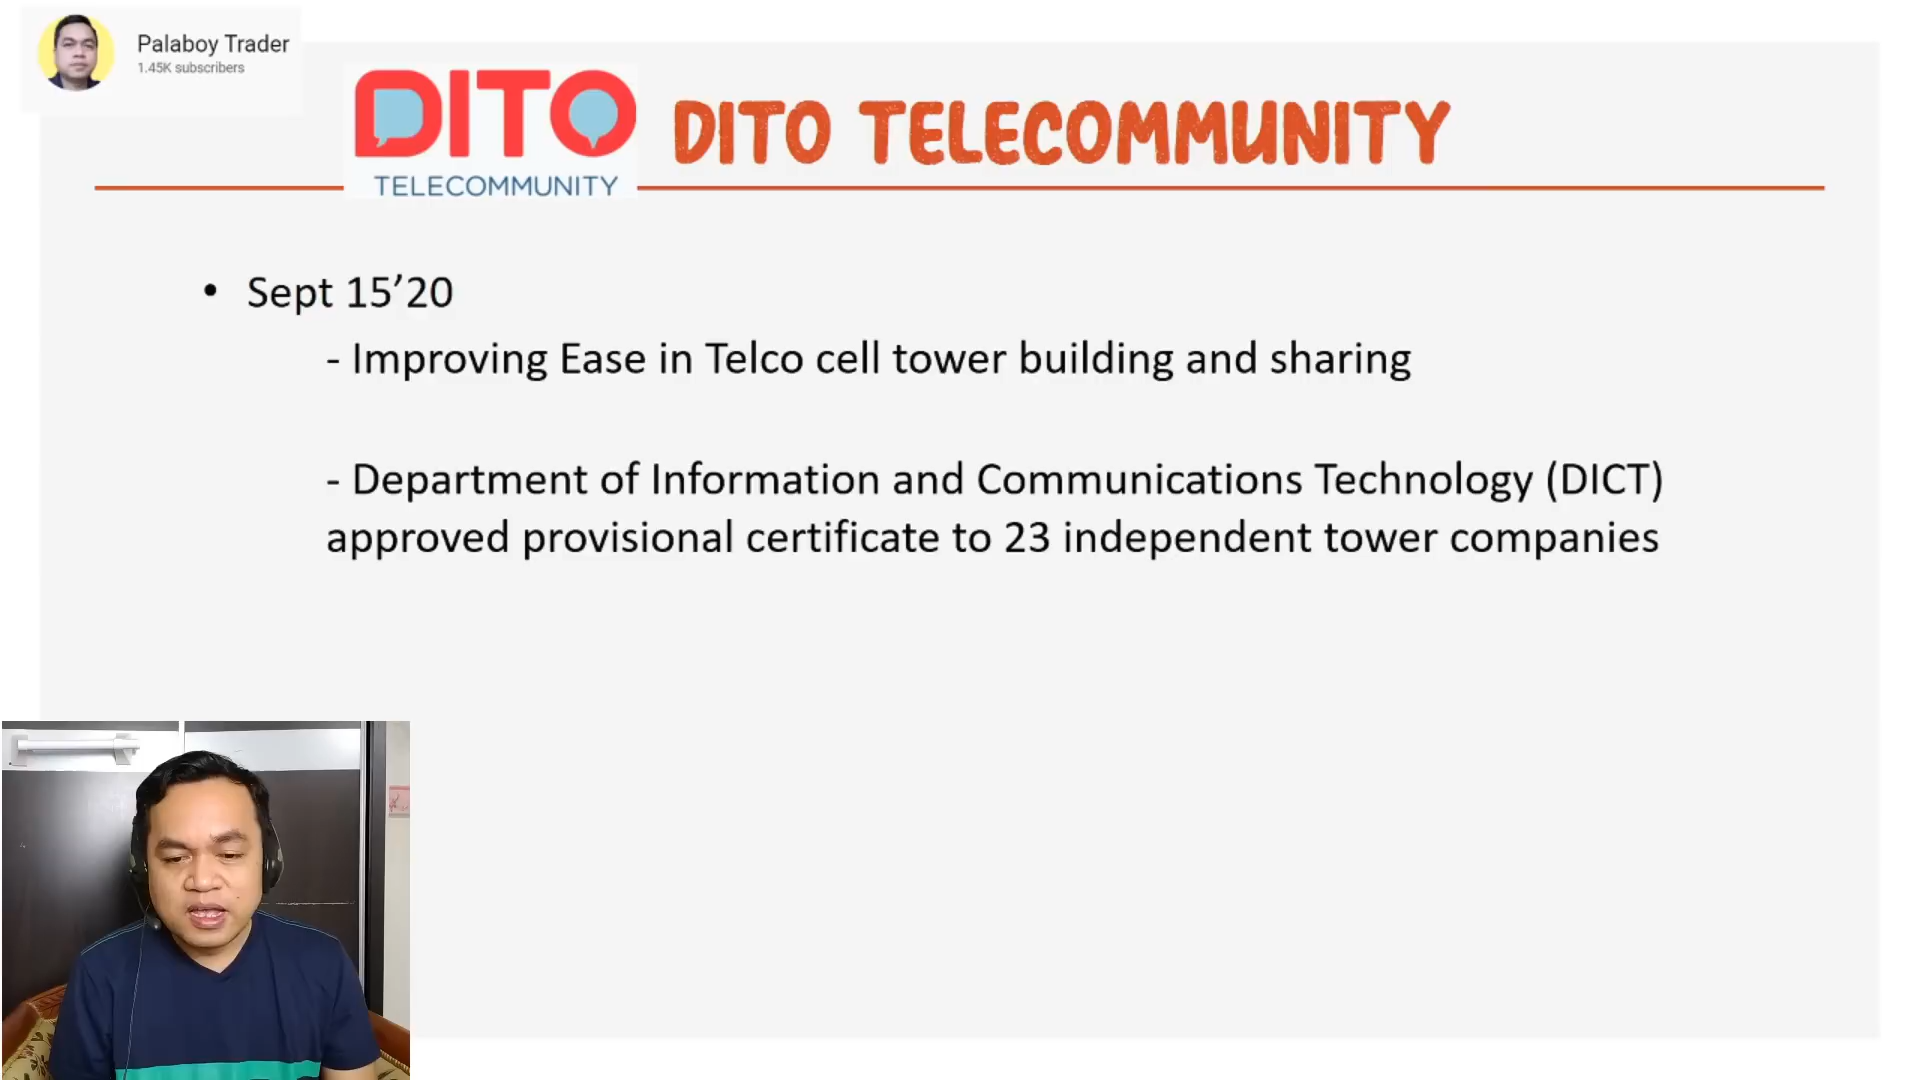 Palaboy Trader
1.45K subscribers
DITO
TELECOMMUNITY
DITO TELECOMMUNITY
• Sept 15’20
- Improving Ease in Telco cell tower building and sharing
- Department of Information and Communications Technology (DICT)
approved provisional certificate to 23 independent tower companies